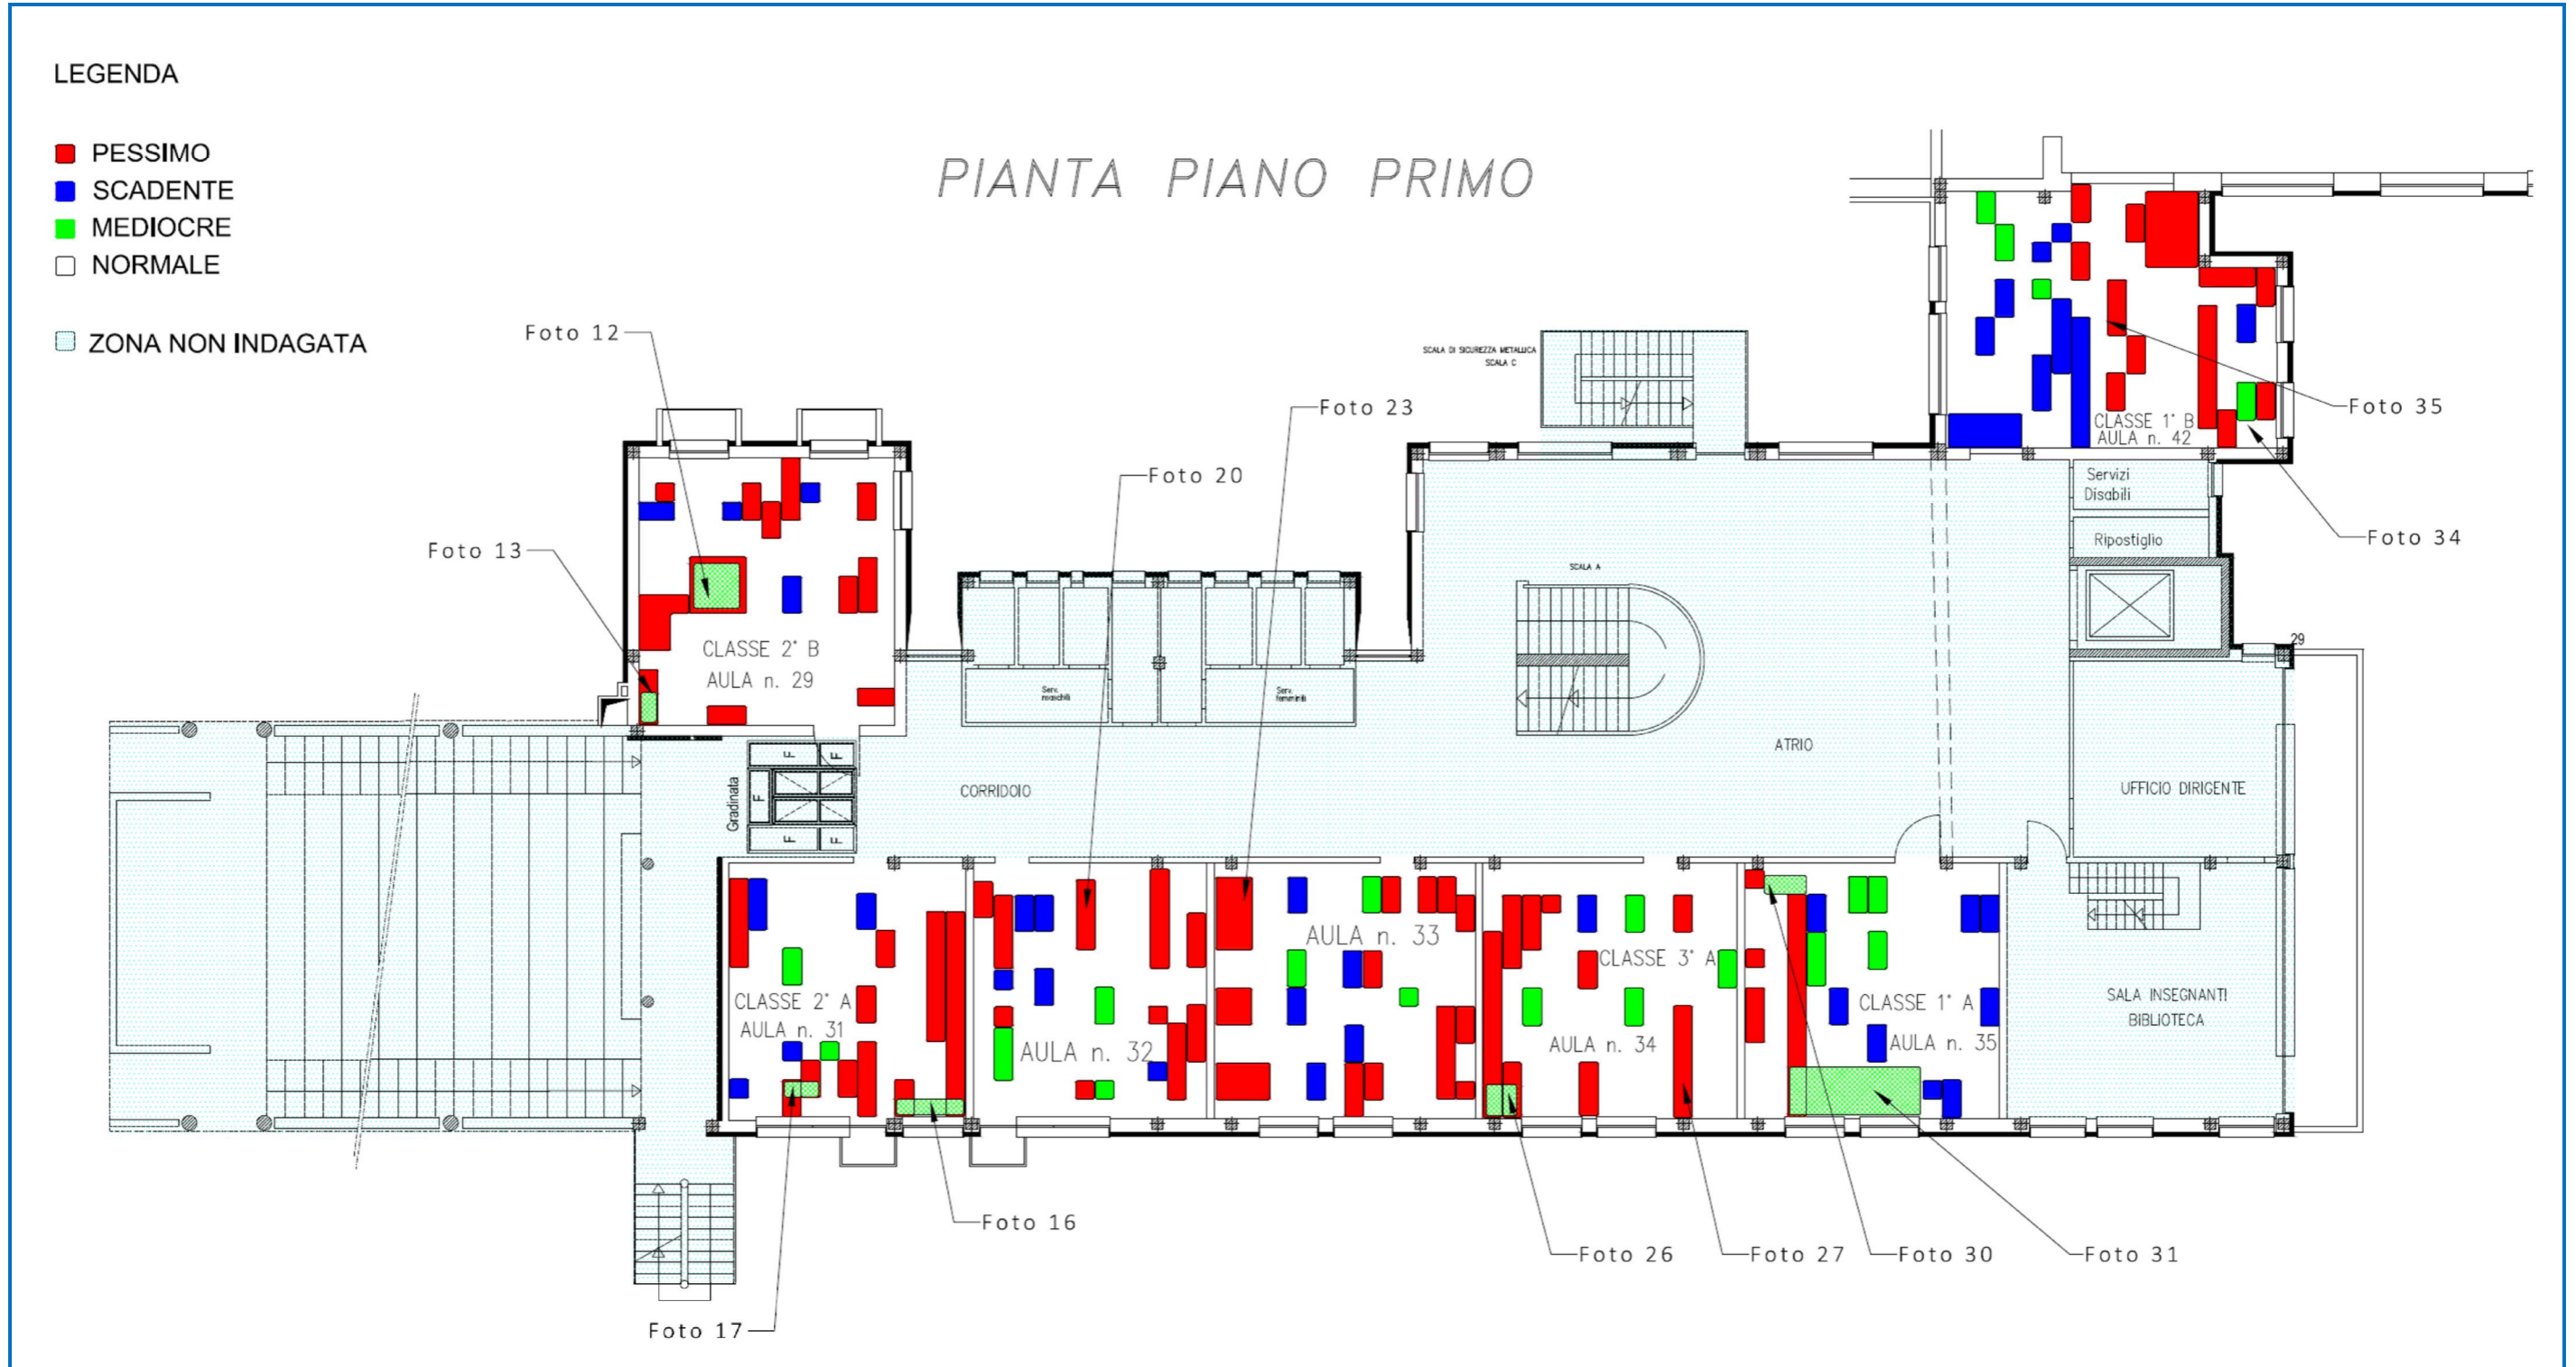 LEGENDA
PESSIMO
SCADENTE
MEDIOCRE
NORMALE
ZONA NON INDAGATA
PIANTA PIANO PRIMO
Foto 12
Foto 13
Foto 23
Foto 20
SCALA DI SICUREZZA METALLICA
SCALA C
Foto 35
CLASSE 1° B
AULA n. 42
Foto 34
Servizi
Disabili
Ripostiglio
SCALA A
29
CLASSE 2° B
AULA n. 29
Serv.
maschili
Serv.
femminili
ATRIO
CORRIDOIO
UFFICIO DIRIGENTE
Gradinata
F
F
F
F
F
CLASSE 2° A
AULA n. 31
AULA n. 32
AULA n. 33
CLASSE 3° A
AULA n. 34
CLASSE 1° A
AULA n. 35
SALA INSEGNANTI
BIBLIOTECA
Foto 16
Foto 17
Foto 26
Foto 27
Foto 30
Foto 31